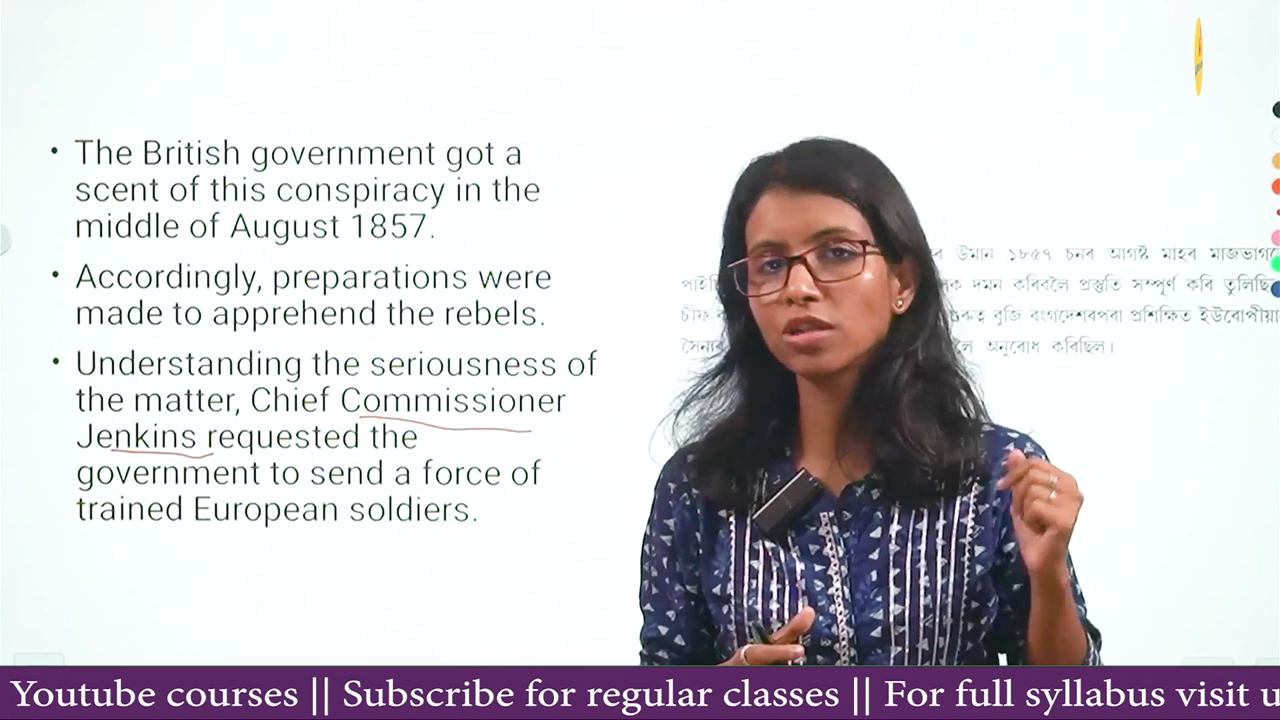 • The British government got a
scent of this conspiracy in the
middle of August 1857.
• Accordingly, preparations were
made to apprehend the rebels.
• Understanding the seriousness of
the matter, Chief Commissioner
Jenkins requested the
government to send a force of
trained European soldiers.
উমান ১৮৫৭ চনৰ আগষ্ট মাহৰ মাজভাগতে
দমন কৰিবলৈ প্ৰস্তুতি সম্পূৰ্ণ কৰি
চীফ বুজি বংগদেশৰপৰা প্ৰশিক্ষিত
অনুৰোধ কৰিছিল।
Youtube courses || Subscribe for regular classes || For full syllabus visit